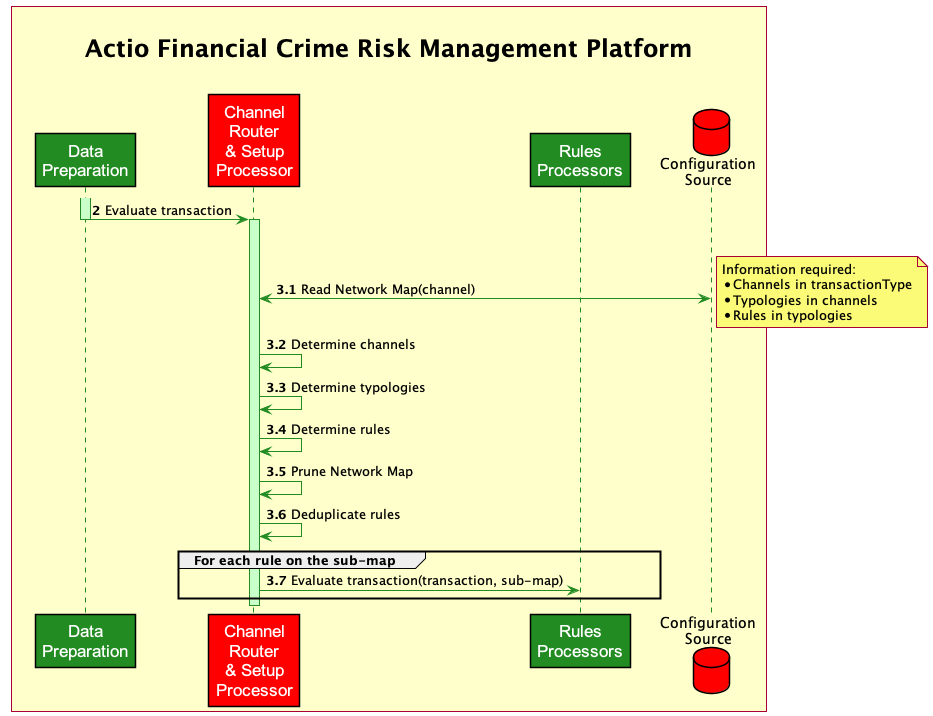 Actio Financial Crime Risk Management Platform
Data
Preparation
Channel
Router
& Setup
Processor
Rules
Processors
Configuration
Source
2 Evaluate transaction
Information required:
• Channels in transactionType
• Typologies in channels
• Rules in typologies
3.1 Read Network Map(channel)
3.2 Determine channels
3.3 Determine typologies
3.4 Determine rules
3.5 Prune Network Map
3.6 Deduplicate rules
For each rule on the sub-map
3.7 Evaluate transaction(transaction, sub-map)
Data
Preparation
Channel
Router
& Setup
Processor
Rules
Processors
Configuration
Source